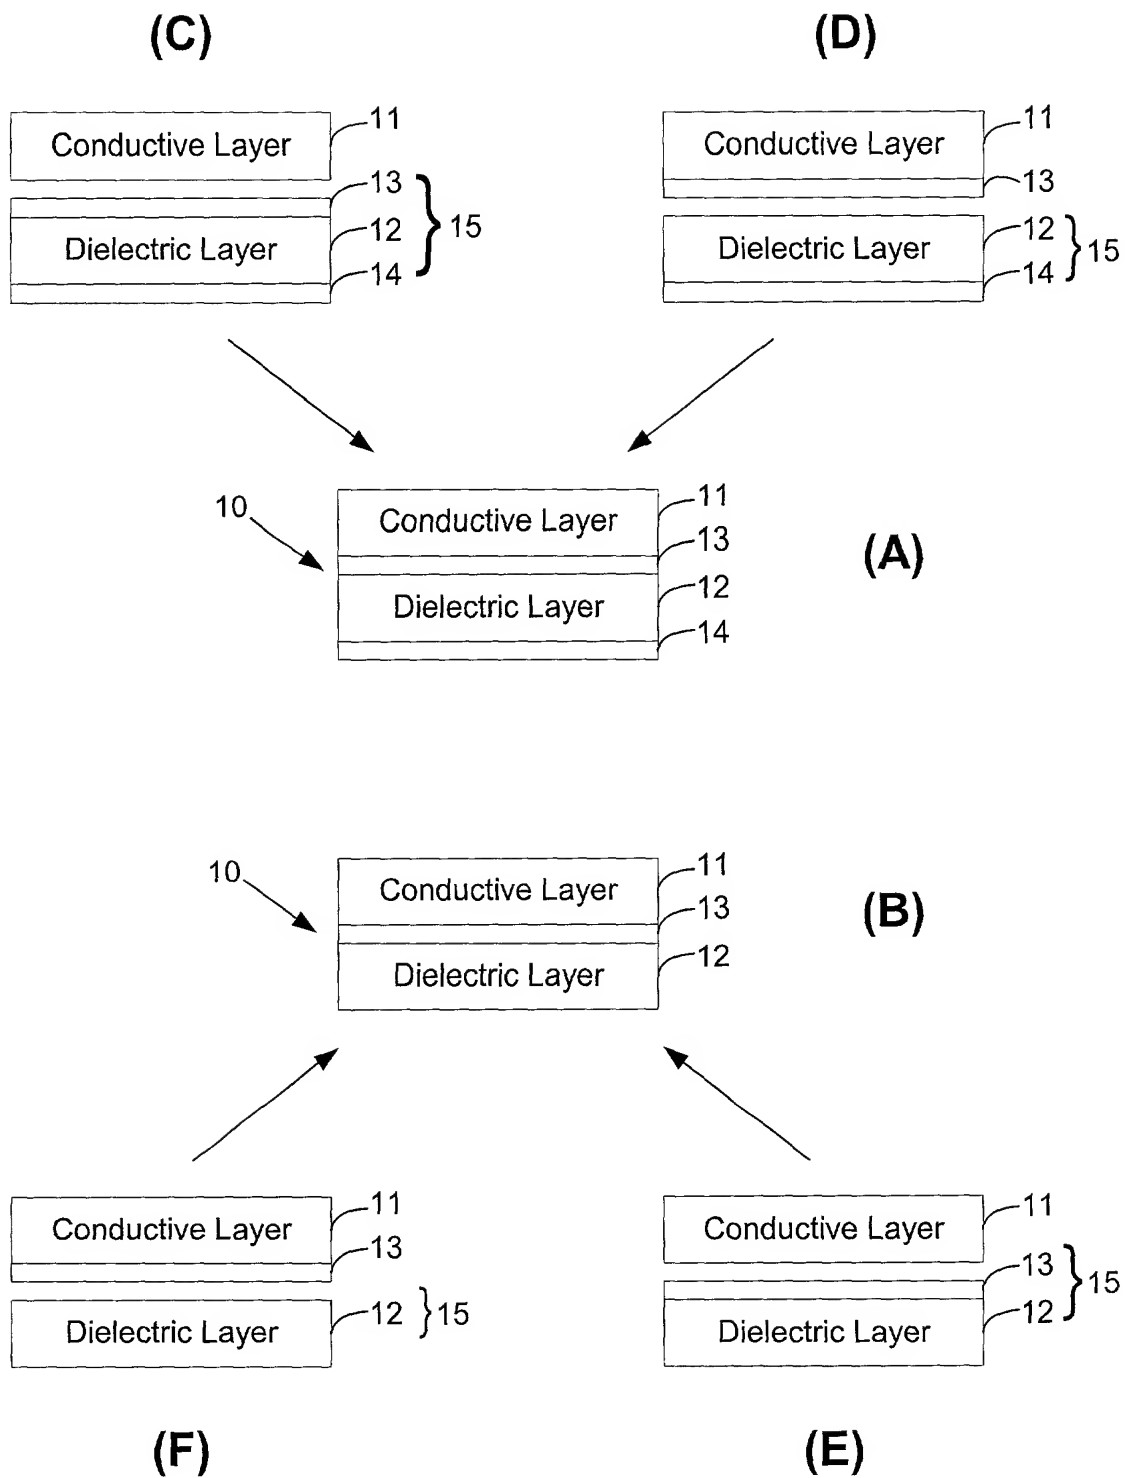 (C)
(D)
Conductive Layer
11
13
12
Dielectric Layer
14
15
Conductive Layer
11
13
12
Dielectric Layer
14
15
10
Conductive Layer
11
13
12
Dielectric Layer
14
(A)
10
Conductive Layer
11
13
12
Dielectric Layer
(B)
Conductive Layer
11
13
12
Dielectric Layer
15
Conductive Layer
11
13
12
Dielectric Layer
15
(F)
(E)